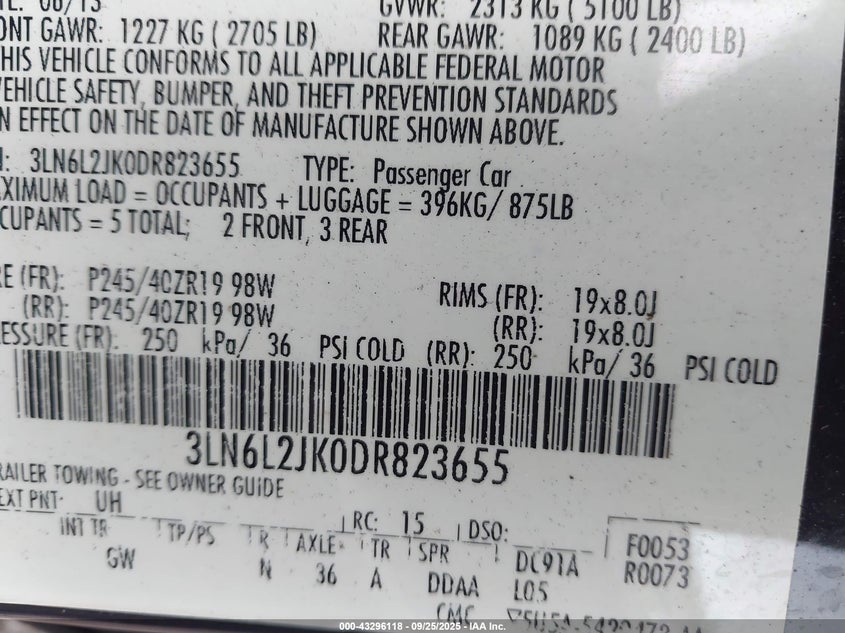 06/13 GVWR: 2313 KG ( 5100 LB)
ONT GAWR: 1227 KG ( 2705 LB) REAR GAWR: 1089 KG ( 2400 LB)
HIS VEHICLE CONFORMS TO ALL APPLICABLE FEDERAL MOTOR
VEHICLE SAFETY, BUMPER, AND THEFT PREVENTION STANDARDS
N EFFECT ON THE DATE OF MANUFACTURE SHOWN ABOVE.
: 3LN6L2JK0DR823655 TYPE: Passenger Car
XIMUM LOAD = OCCUPANTS + LUGGAGE = 396KG/ 875LB
CUPANTS = 5 TOTAL; 2 FRONT, 3 REAR
RE (FR): P245/40ZR19 98W RIMS (FR): 19x8.0J
(RR): P245/40ZR19 98W (RR): 19x8.0J
ESSURE (FR): 250 kPa/ 36 PSI COLD (RR): 250 kPa/ 36 PSI COLD
3LN6L2JK0DR823655
RAILER TOWING - SEE OWNER GUIDE
EXT PNT: UH RC: 15 DSO: F0053
INT TR TP/PS R AXLE TR SPR DC91A R0073
GW N 36 A DDAA L05
CMC
000-43296118 - 09/25/2025 - IAA Inc.